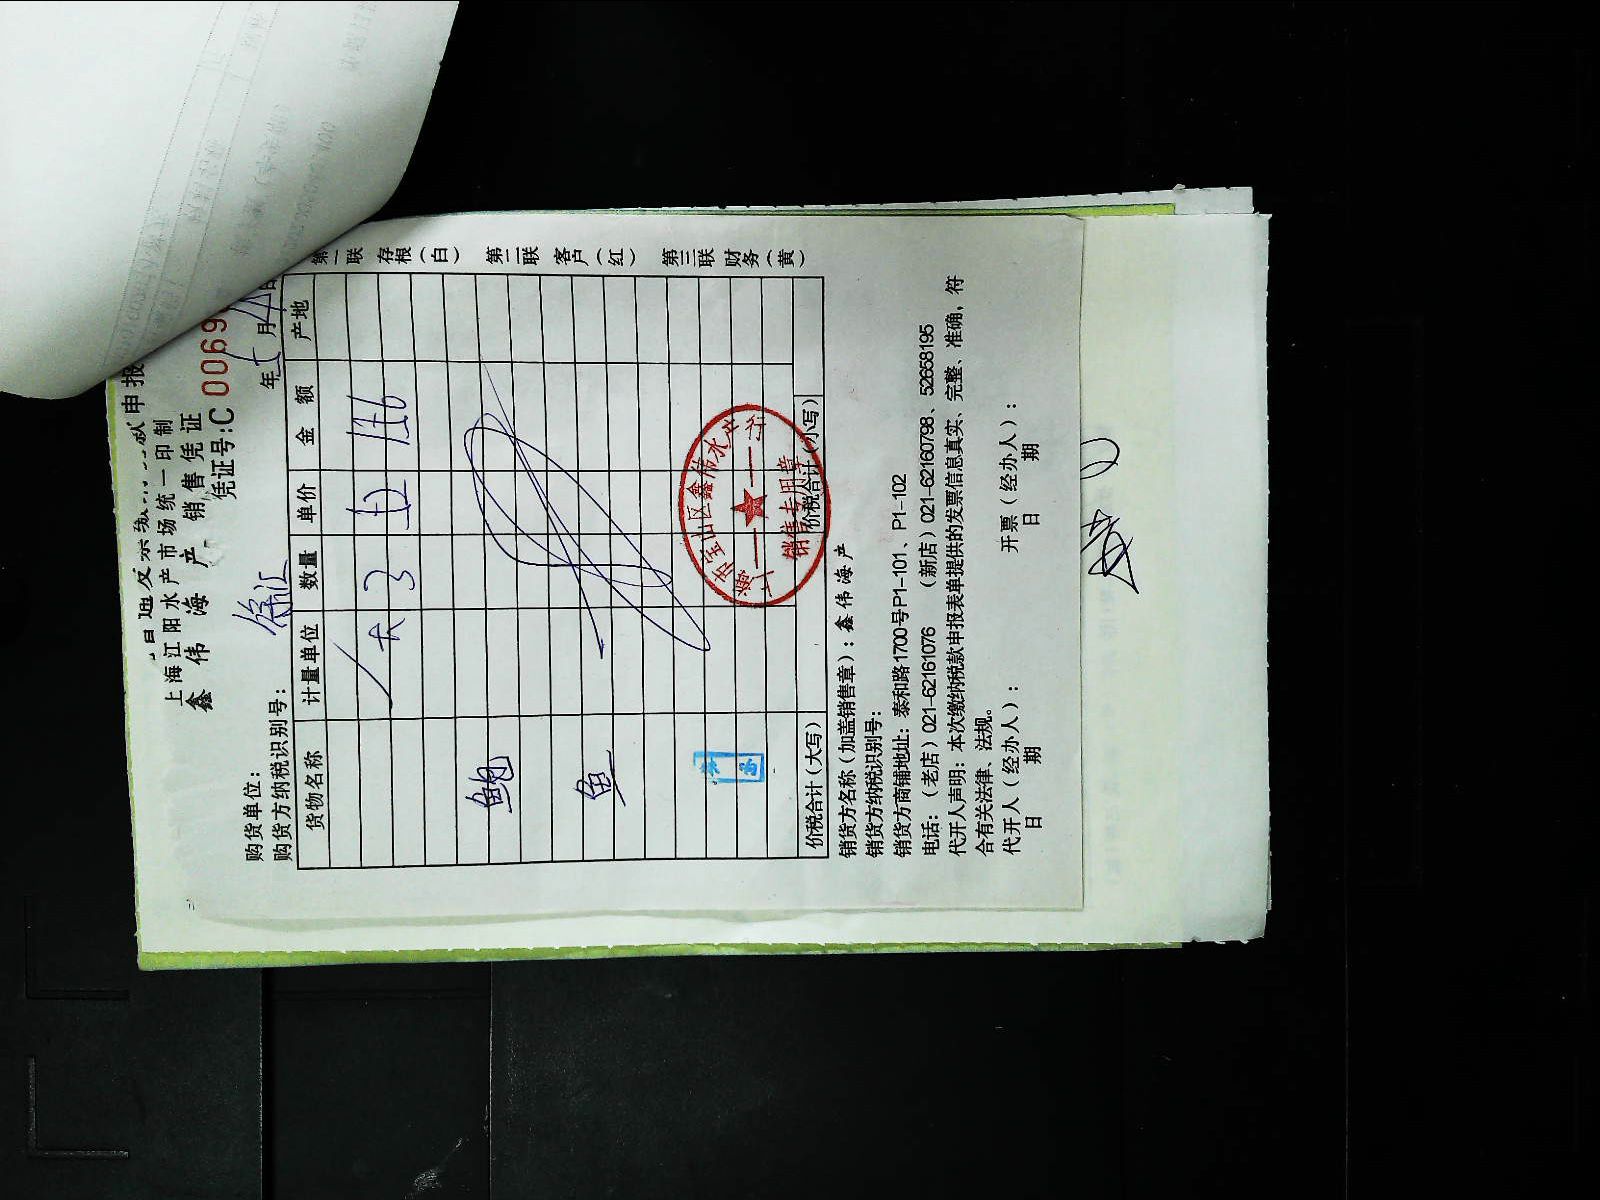 上海江阳水产市场统一印制
鑫伟海产 销售凭证
凭证号:C 0069
徐汇
年 5 月
购货单位:
购货方纳税识别号:
货物名称 计量单位 数量 单价 金额 产地
鲍
鱼
价税合计(大写) 价税合计(小写)
第一联 存根(白) 第二联 客户(红) 第三联 财务(黄)
上海市宝山区鑫伟水产行
销售专用章
销货方名称(加盖销售章):鑫伟海产
销货方纳税识别号:
销货方商铺地址:泰和路1700号P1-101、P1-102
电话:(老店)021-62161076 (新店)021-62160798、52658195
代开人声明:本次缴纳税款申报表单提供的发票信息真实、完整、准确,符
合有关法律、法规。
代开人(经办人): 开票(经办人):
日 期 日 期